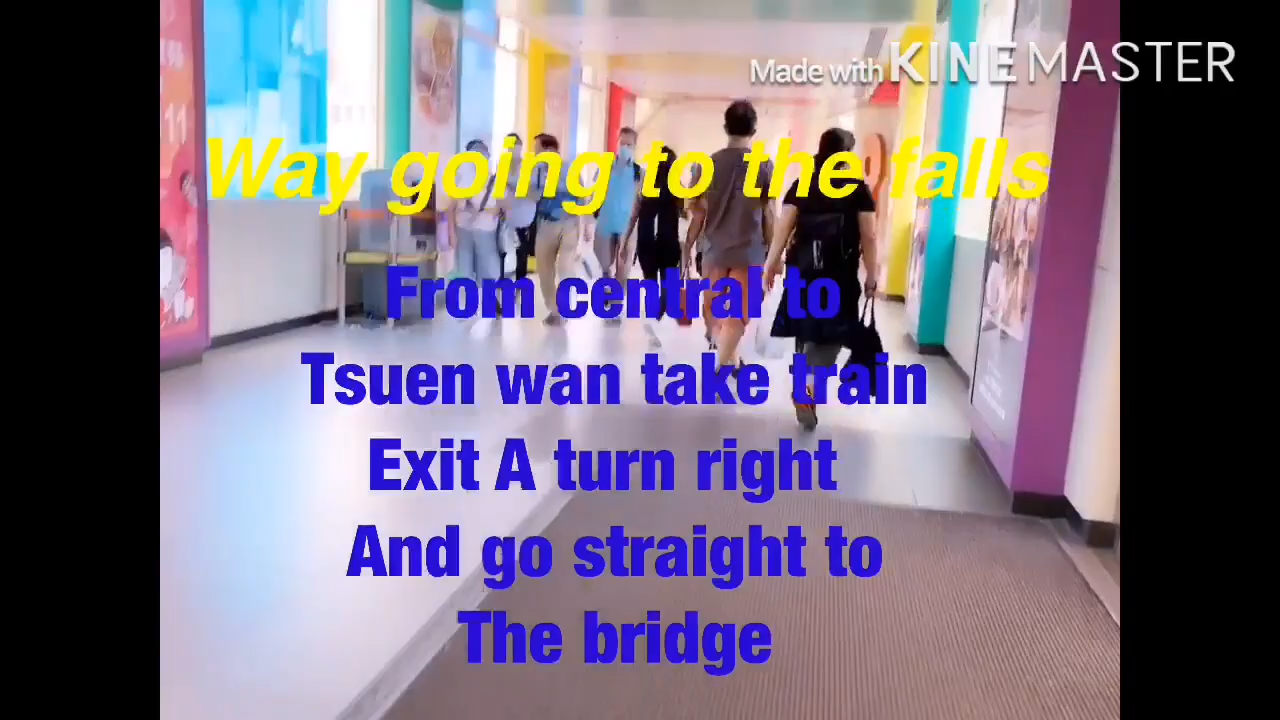 Made with KINEMASTER
Way going to the falls
From central to
Tsuen wan take train
Exit A turn right
And go straight to
The bridge
11